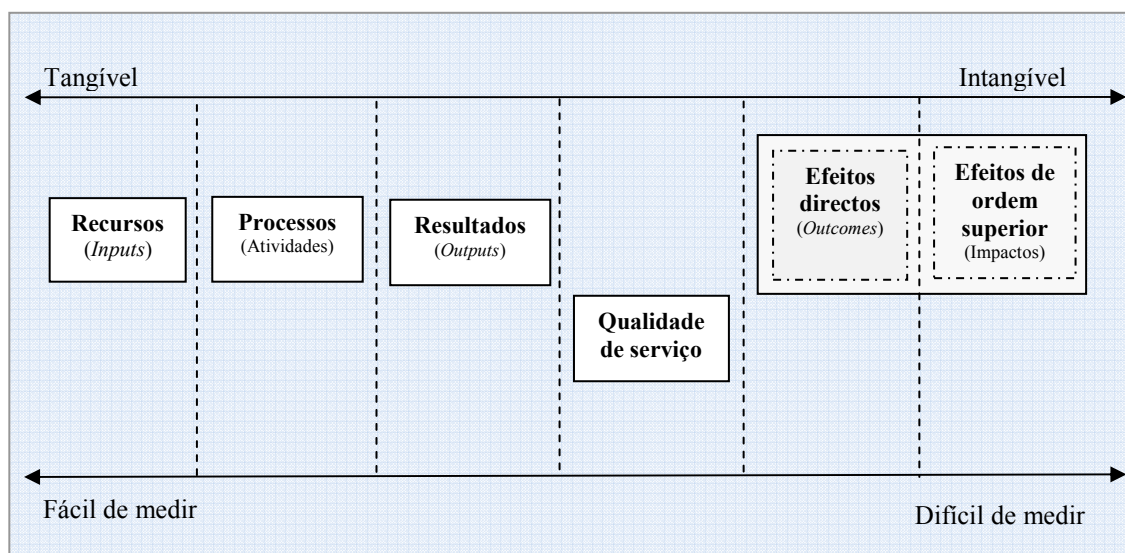 Tangível
Intangível
Recursos
(Inputs)
Processos
(Atividades)
Resultados
(Outputs)
Qualidade
de serviço
Efeitos
directos
(Outcomes)
Efeitos de
ordem
superior
(Impactos)
Fácil de medir
Difícil de medir